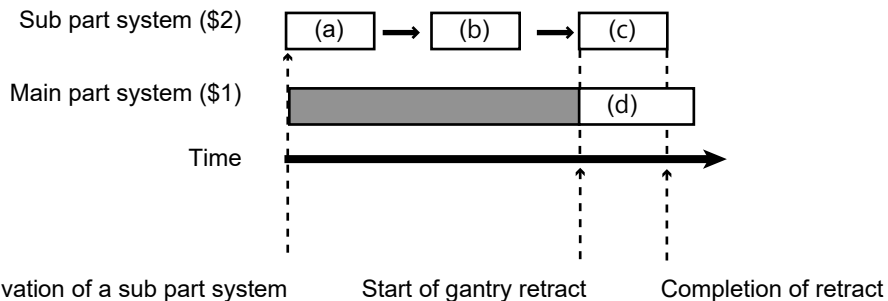 Sub part system ($2)
(a)
(b)
(c)
Main part system ($1)
(d)
Time
vation of a sub part system
Start of gantry retract
Completion of retract